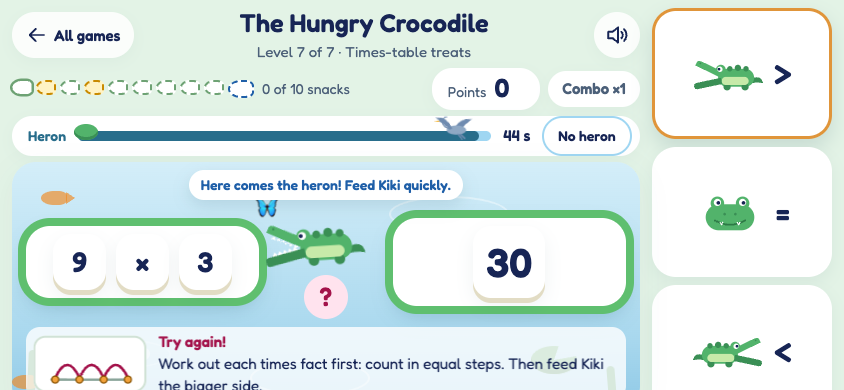 The Hungry Crocodile
All games
Level 7 of 7 · Times-table treats
0 of 10 snacks
Points 0
Combo x1
Heron
44 s
No heron
Here comes the heron! Feed Kiki quickly.
9 x 3
30
?
Try again!
Work out each times fact first: count in equal steps. Then feed Kiki
the bigger side.
>
=
<